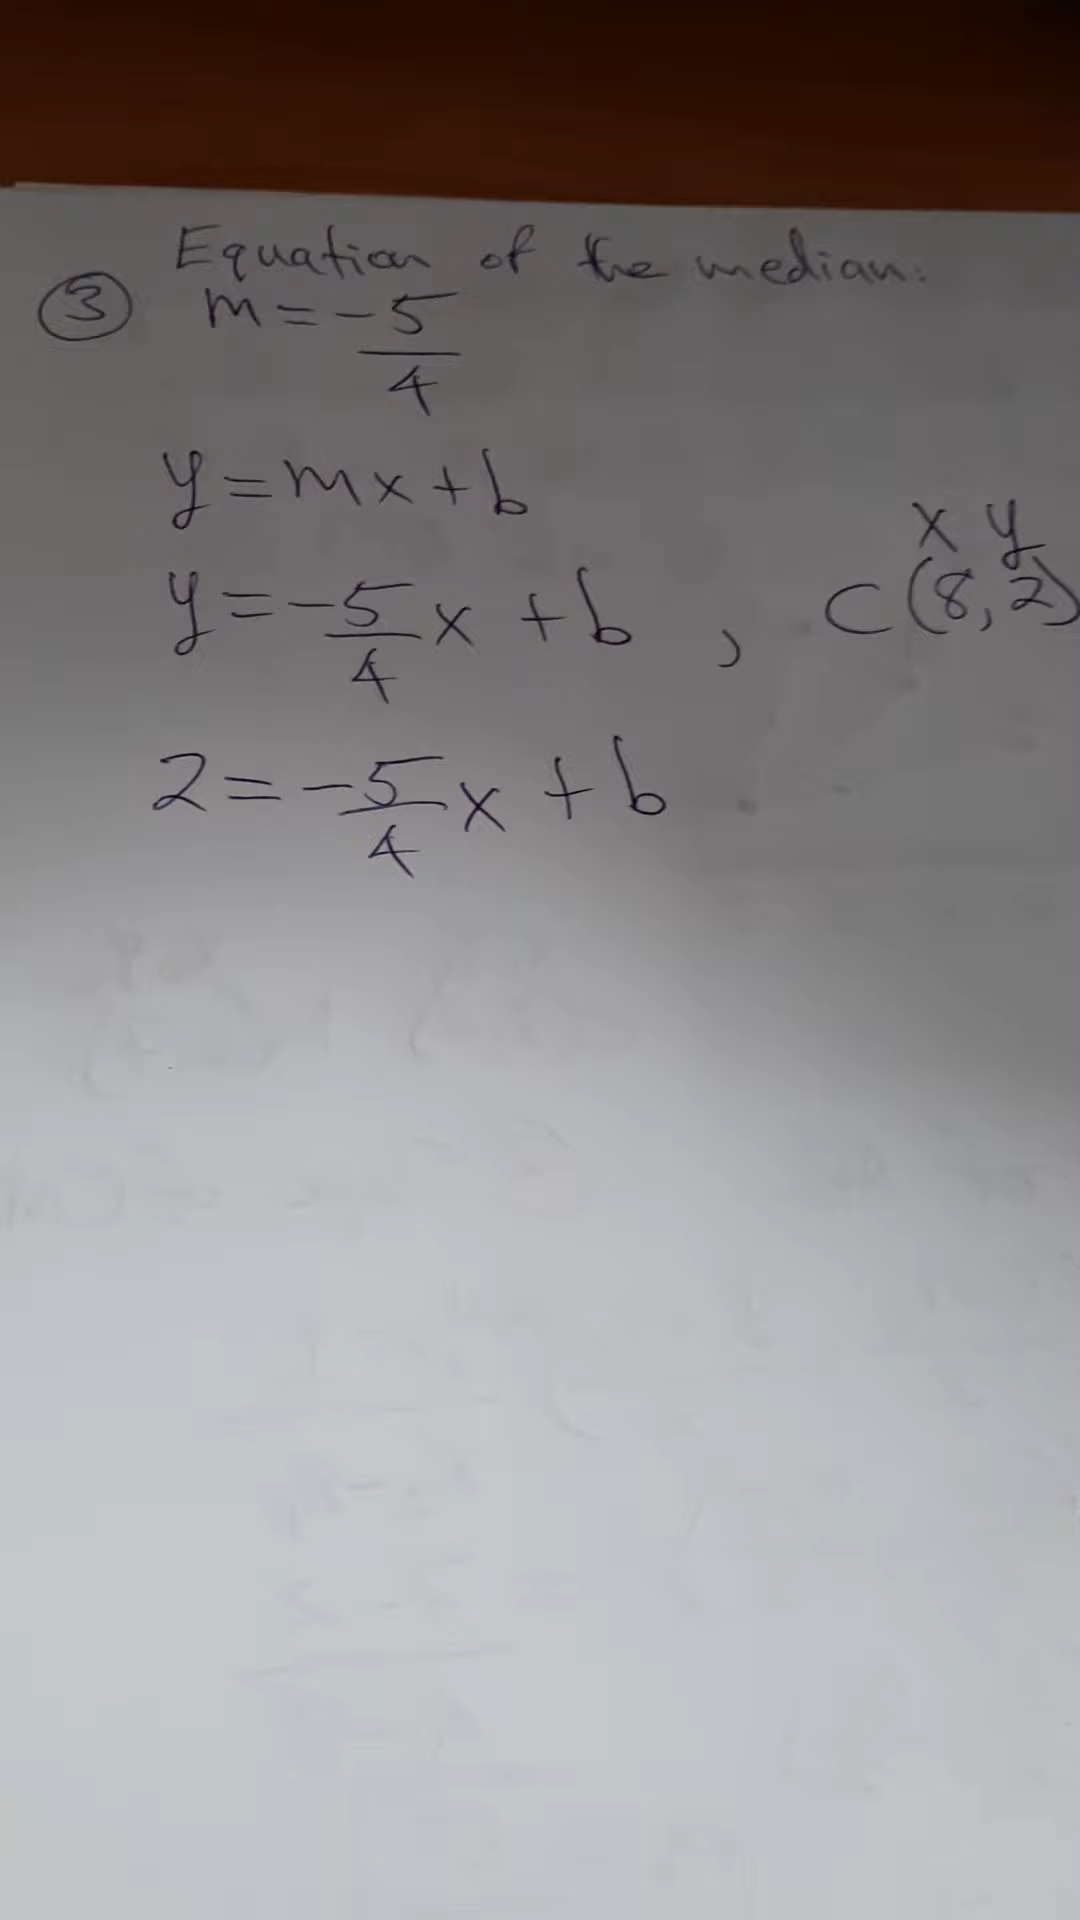 Equation of the median:
③ m = -5/4
y = mx + b
x y
y = -5/4 x + b , C(8,2)
2 = -5/4 x + b